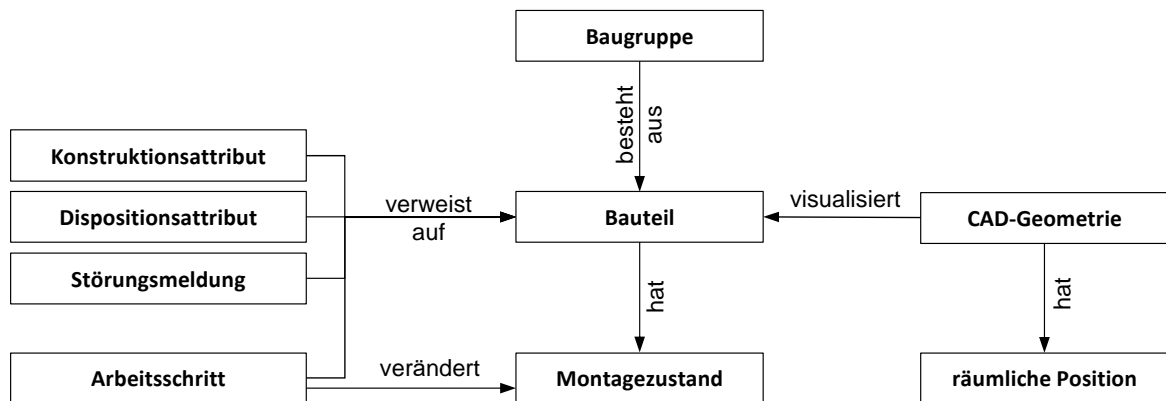 Baugruppe
besteht
aus
Konstruktionsattribut
Dispositionsattribut
verweist
auf
Bauteil
visualisiert
CAD-Geometrie
Störungsmeldung
hat
hat
Arbeitsschritt
verändert
Montagezustand
räumliche Position